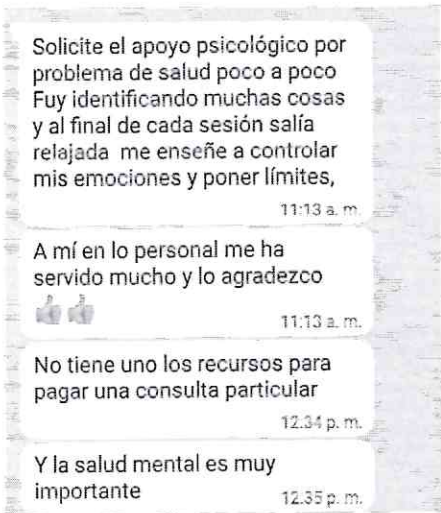 Solicite el apoyo psicológico por
problema de salud poco a poco
Fuy identificando muchas cosas
y al final de cada sesión salía
relajada me enseñe a controlar
mis emociones y poner límites,
11:13 a. m.
A mí en lo personal me ha
servido mucho y lo agradezco
👍👍
11:13 a. m.
No tiene uno los recursos para
pagar una consulta particular
12:34 p. m.
Y la salud mental es muy
importante
12:35 p. m.